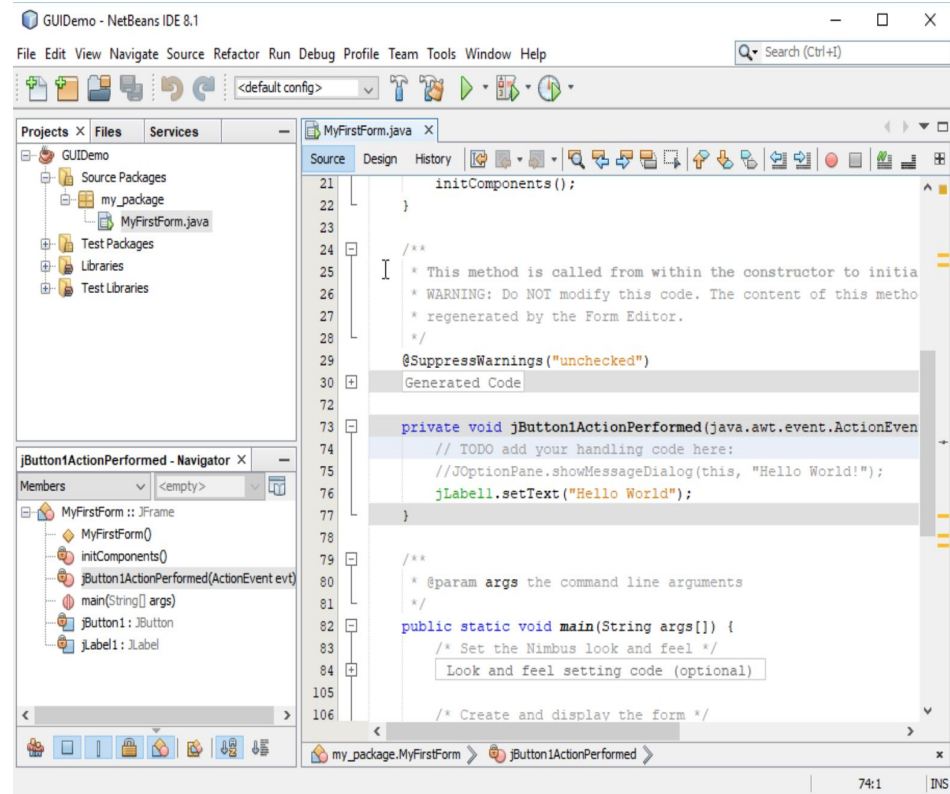 GUIDemo - NetBeans IDE 8.1
File Edit View Navigate Source Refactor Run Debug Profile Team Tools Window Help
Search (Ctrl+I)
<default config>
Projects Files Services
GUIDemo
Source Packages
my_package
MyFirstForm.java
Test Packages
Libraries
Test Libraries
jButton1ActionPerformed - Navigator
Members <empty>
MyFirstForm :: JFrame
MyFirstForm()
initComponents()
jButton1ActionPerformed(ActionEvent evt)
main(String[] args)
jButton1 : JButton
jLabel1 : JLabel
MyFirstForm.java
Source Design History
21 initComponents();
22 }
23
24 /**
25 * This method is called from within the constructor to initia
26 * WARNING: Do NOT modify this code. The content of this metho
27 * regenerated by the Form Editor.
28 */
29 @SuppressWarnings("unchecked")
30 Generated Code
72
73 private void jButton1ActionPerformed(java.awt.event.ActionEven
74 // TODO add your handling code here:
75 //JOptionPane.showMessageDialog(this, "Hello World!");
76 jLabel1.setText("Hello World");
77 }
78
79 /**
80 * @param args the command line arguments
81 */
82 public static void main(String args[]) {
83 /* Set the Nimbus look and feel */
84 Look and feel setting code (optional)
105
106 /* Create and display the form */
my_package.MyFirstForm jButton1ActionPerformed
74:1 INS